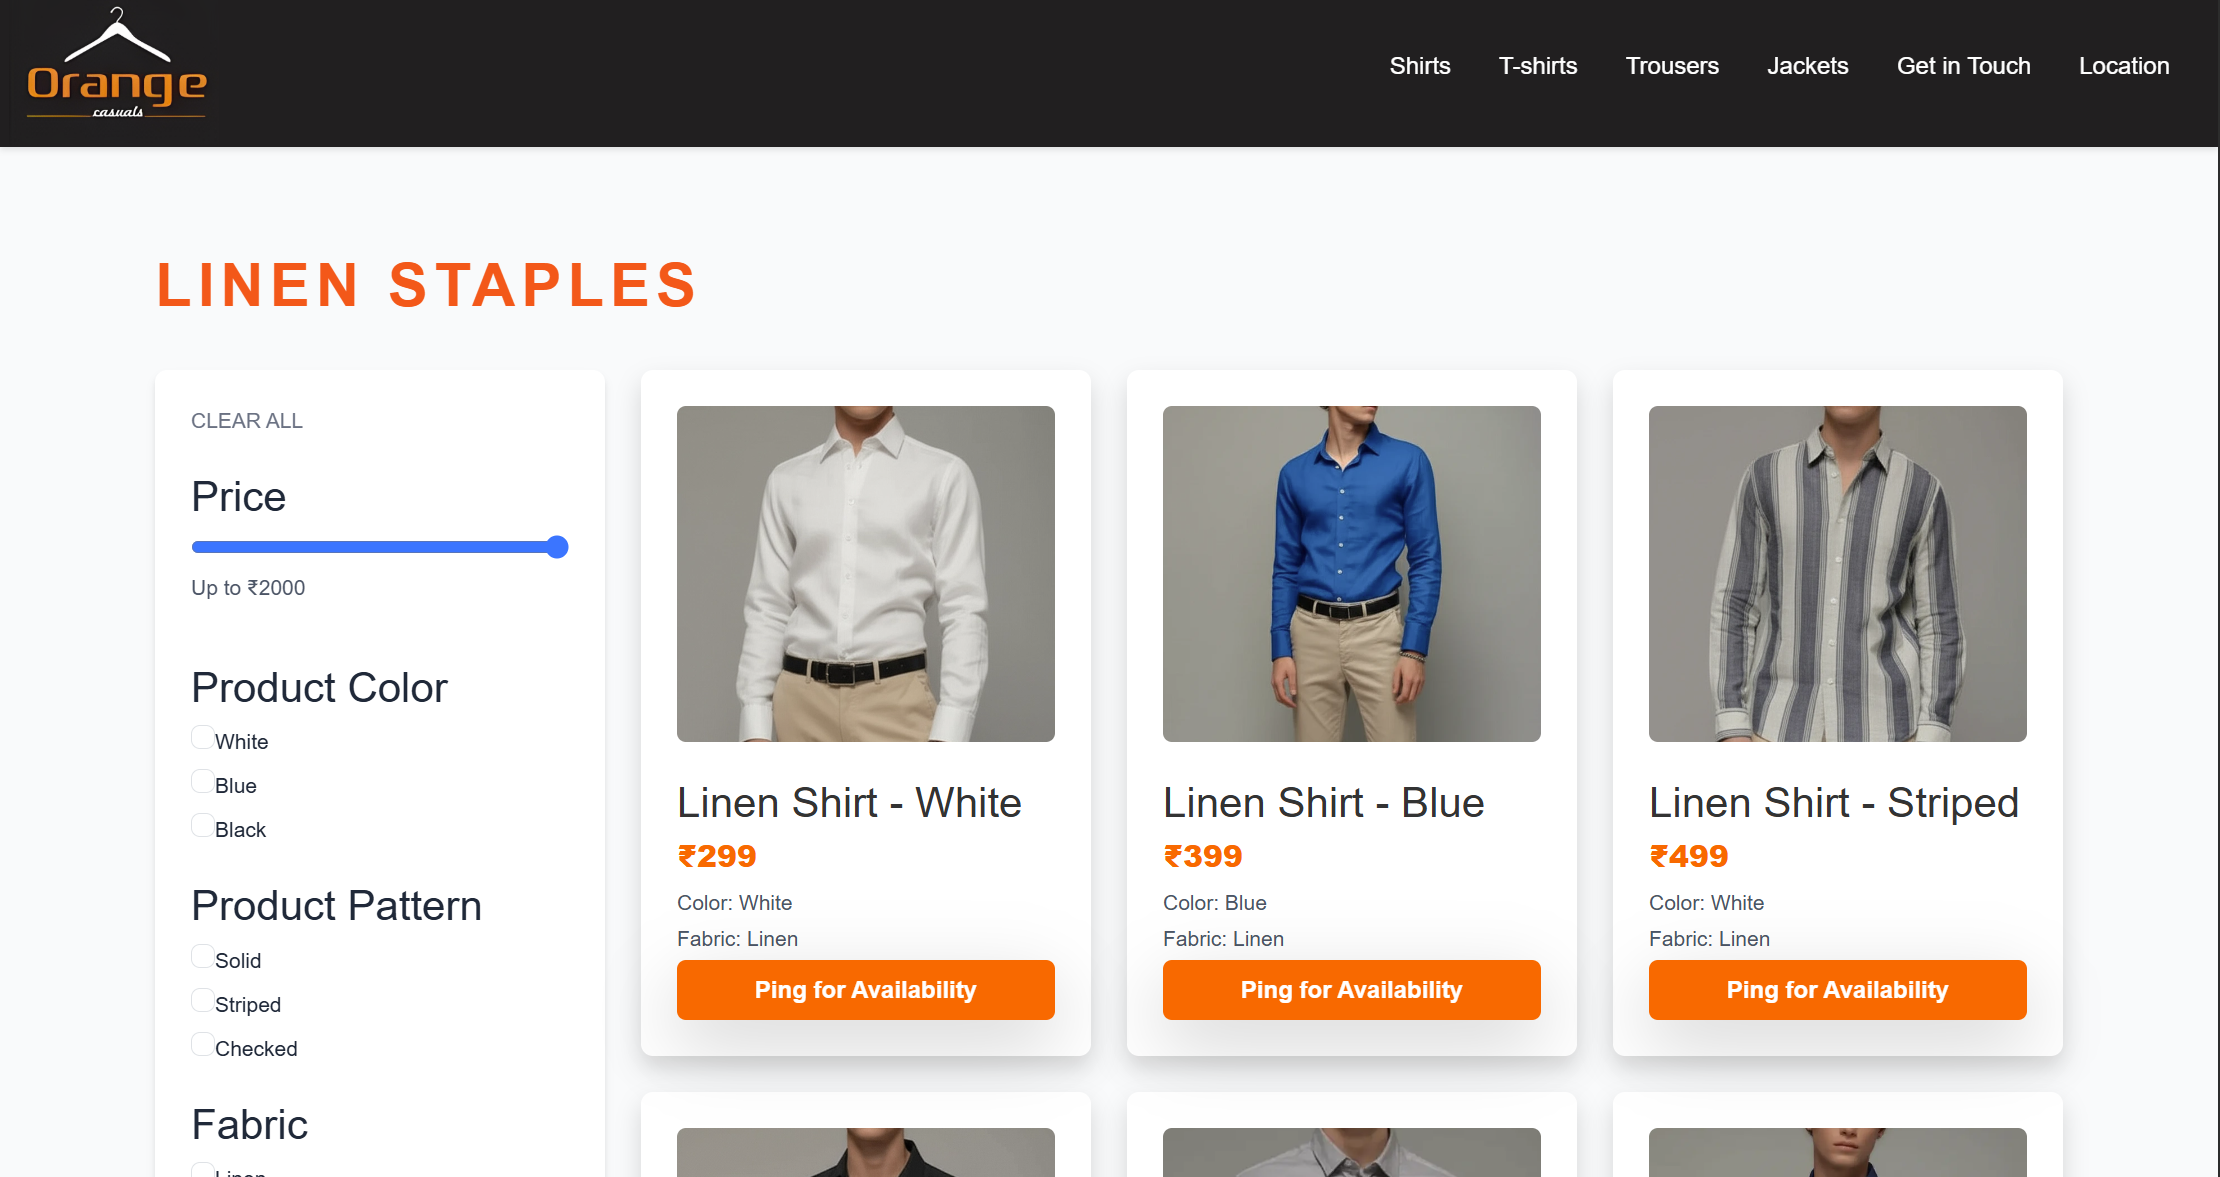 Orange
casuals
Shirts T-shirts Trousers Jackets Get in Touch Location
LINEN STAPLES
CLEAR ALL
Price
Up to ₹2000
Product Color
White
Blue
Black
Product Pattern
Solid
Striped
Checked
Fabric
Linen
Linen Shirt - White
₹299
Color: White
Fabric: Linen
Ping for Availability
Linen Shirt - Blue
₹399
Color: Blue
Fabric: Linen
Ping for Availability
Linen Shirt - Striped
₹499
Color: White
Fabric: Linen
Ping for Availability